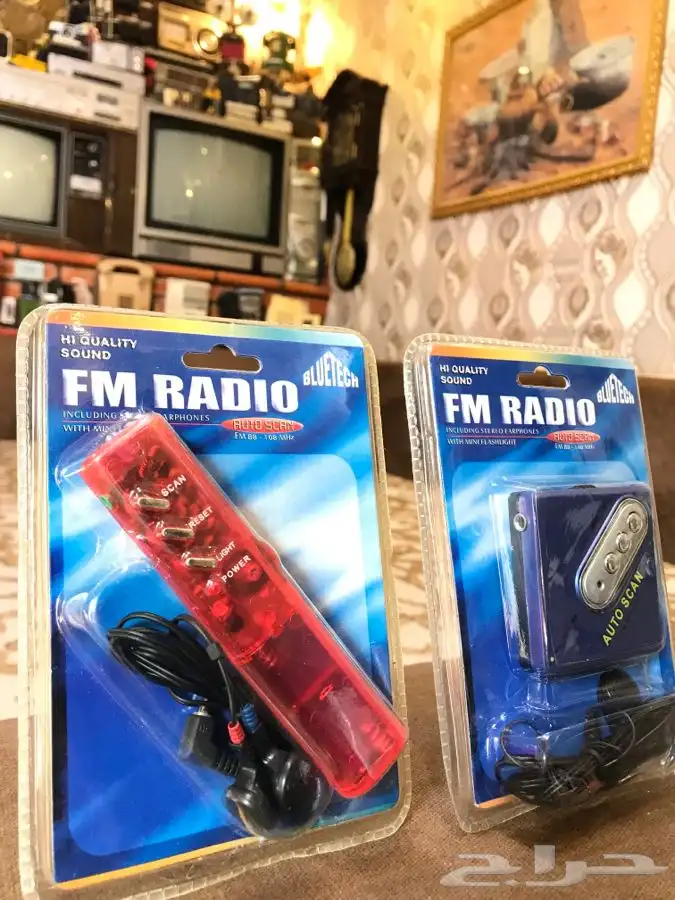 HI QUALITY
SOUND
FM RADIO
BLUETECH
INCLUDING STEREO EARPHONES
AUTO SCAN
WITH MINI
FM 88 - 108 MHz
SCAN
RESET
LIGHT
POWER
HI QUALITY
SOUND
FM RADIO
BLUETECH
INCLUDING STEREO EARPHONES
AUTO SCAN
WITH MINI FLASHLIGHT
FM 88 - 108 MHz
AUTO SCAN
حراج